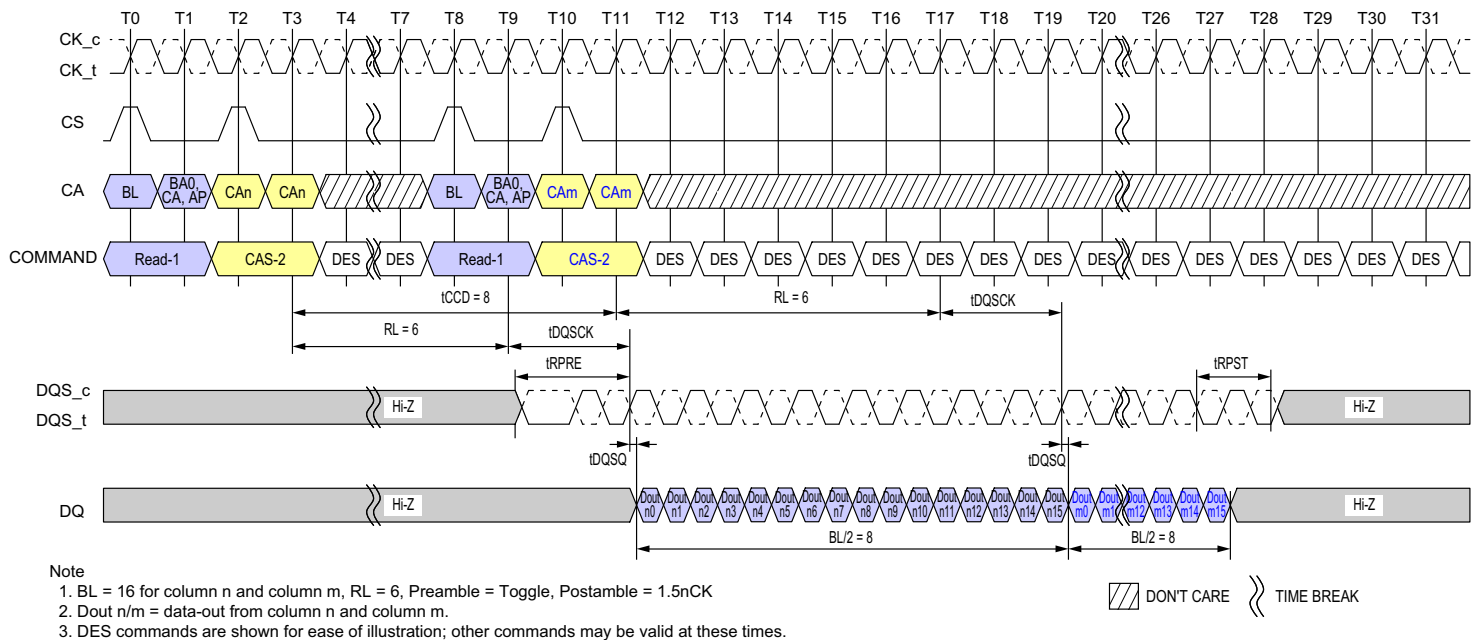 T0 T1 T2 T3 T4 T7 T8 T9 T10 T11 T12 T13 T14 T15 T16 T17 T18 T19 T20 T26 T27 T28 T29 T30 T31
CK_c
CK_t
CS
CA BL BA0, CA, AP CAn CAn BL BA0, CA, AP CAm CAm
COMMAND Read-1 CAS-2 DES DES Read-1 CAS-2 DES DES DES DES DES DES DES DES DES DES DES DES DES DES DES
tCCD = 8 RL = 6 tDQSCK
RL = 6 tDQSCK
tRPRE tRPST
DQS_c
DQS_t Hi-Z Hi-Z
tDQSQ tDQSQ
DQ Hi-Z Dout n0 Dout n1 Dout n2 Dout n3 Dout n4 Dout n5 Dout n6 Dout n7 Dout n8 Dout n9 Dout n10 Dout n11 Dout n12 Dout n13 Dout n14 Dout n15 Dout m0 Dout m1 Dout m12 Dout m13 Dout m14 Dout m15 Hi-Z
BL/2 = 8 BL/2 = 8
Note
1. BL = 16 for column n and column m, RL = 6, Preamble = Toggle, Postamble = 1.5nCK
2. Dout n/m = data-out from column n and column m.
3. DES commands are shown for ease of illustration; other commands may be valid at these times.
DON'T CARE TIME BREAK